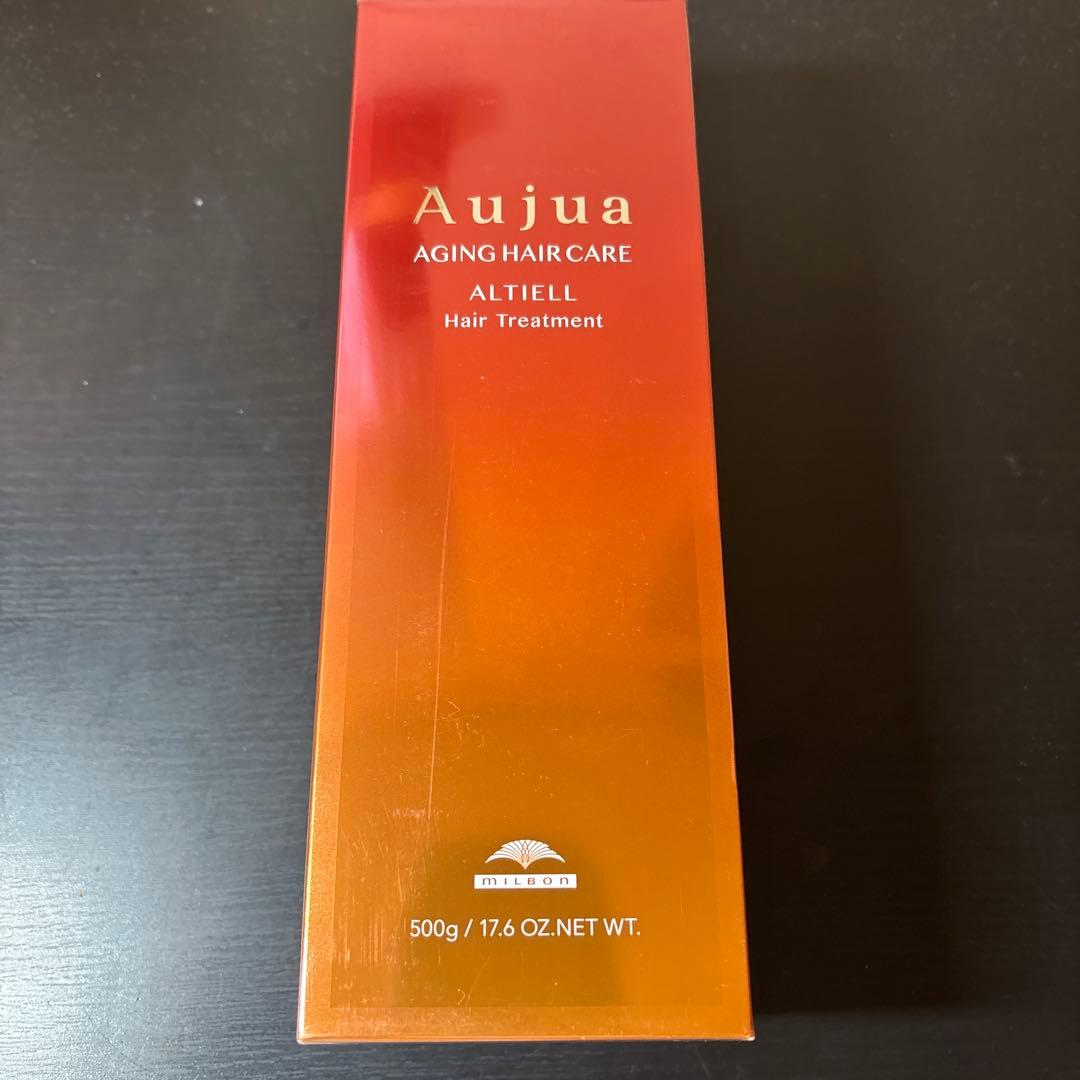 Aujua
AGING HAIR CARE
ALTIELL
Hair Treatment
MILBON
500g / 17.6 OZ.NET WT.